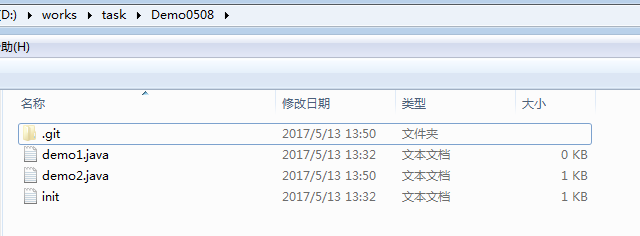 (D:) works task Demo0508
助(H)
名称 修改日期 类型 大小
.git 2017/5/13 13:50 文件夹
demo1.java 2017/5/13 13:32 文本文档 0 KB
demo2.java 2017/5/13 13:50 文本文档 1 KB
init 2017/5/13 13:32 文本文档 1 KB